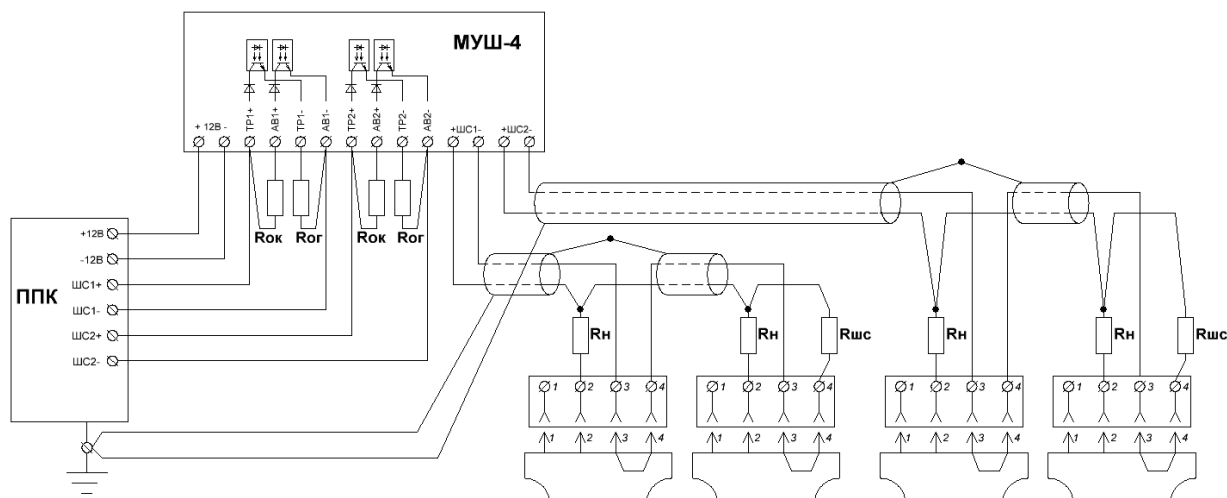 МУШ-4
+ 12В -
ТР1+
АВ1+
ТР1-
АВ1-
ТР2+
АВ2+
ТР2-
АВ2-
+ШС1-
+ШС2-
Rок
Rог
Rок
Rог
ППК
+12В
-12В
ШС1+
ШС1-
ШС2+
ШС2-
Rн
Rн
Rшс
Rн
Rн
Rшс
1 2 3 4
1 2 3 4
1 2 3 4
1 2 3 4
1 2 3 4
1 2 3 4
1 2 3 4
1 2 3 4